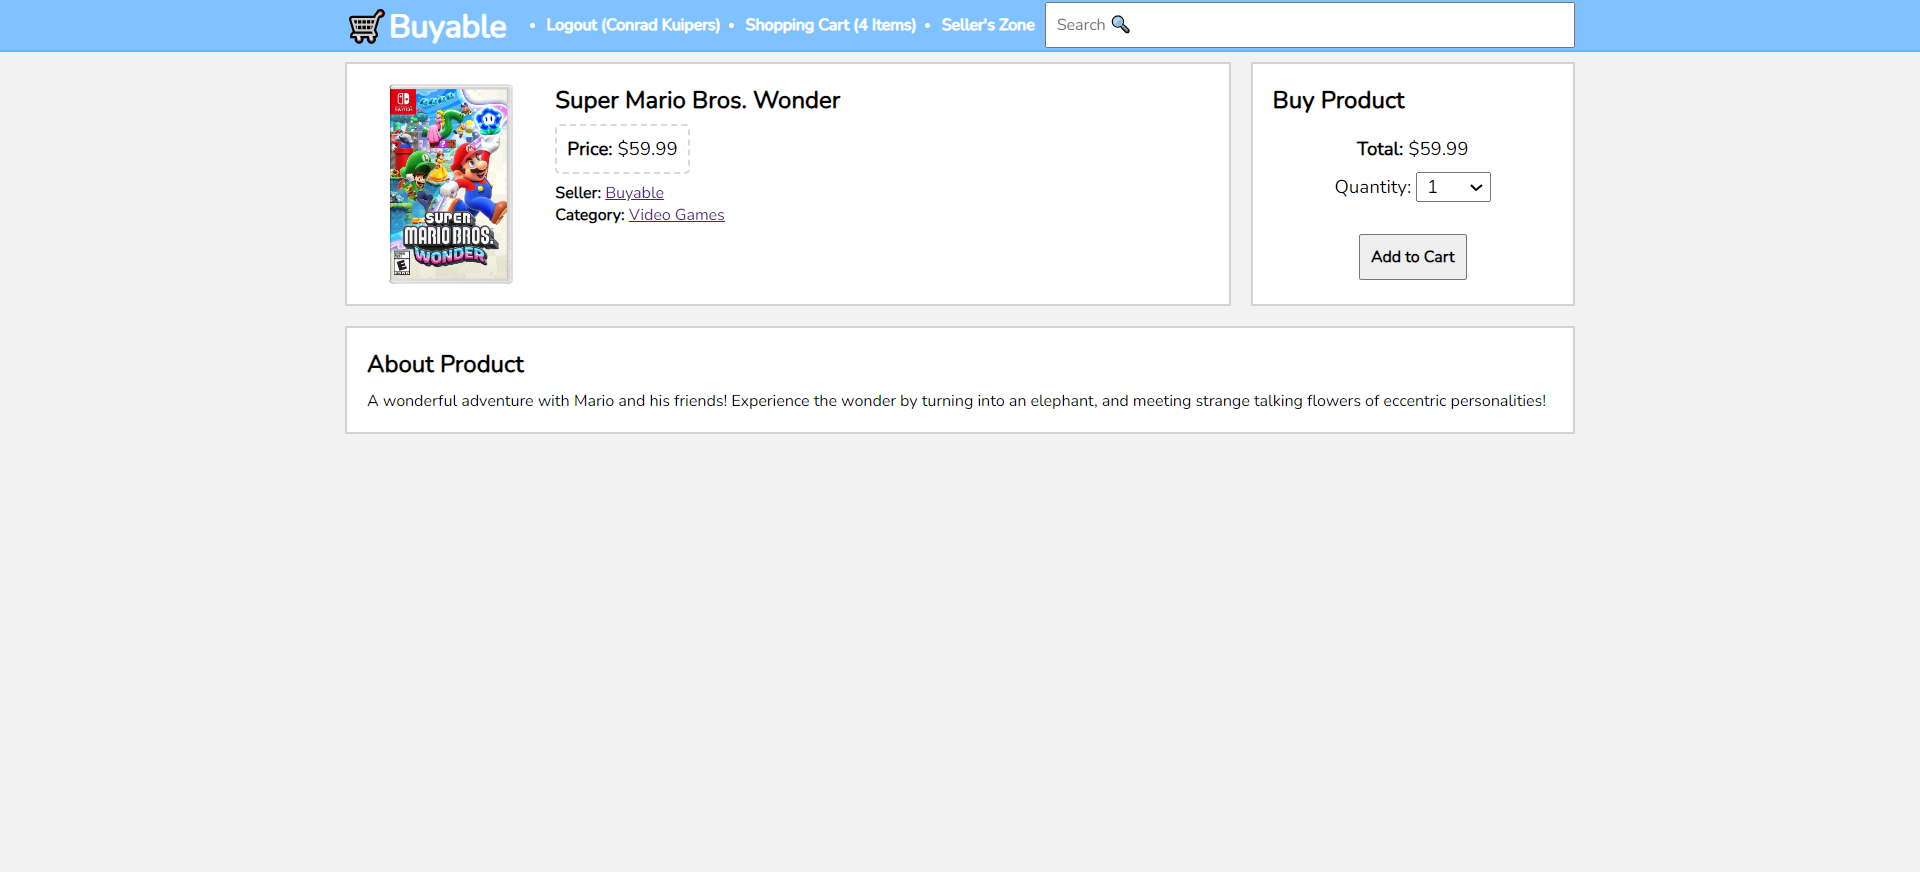 Buyable
• Logout (Conrad Kuipers) • Shopping Cart (4 Items) • Seller's Zone
Search 🔍
SUPER
MARIO BROS.
WONDER
E
Super Mario Bros. Wonder
Price: $59.99
Seller: Buyable
Category: Video Games
Buy Product
Total: $59.99
Quantity: 1
Add to Cart
About Product
A wonderful adventure with Mario and his friends! Experience the wonder by turning into an elephant, and meeting strange talking flowers of eccentric personalities!